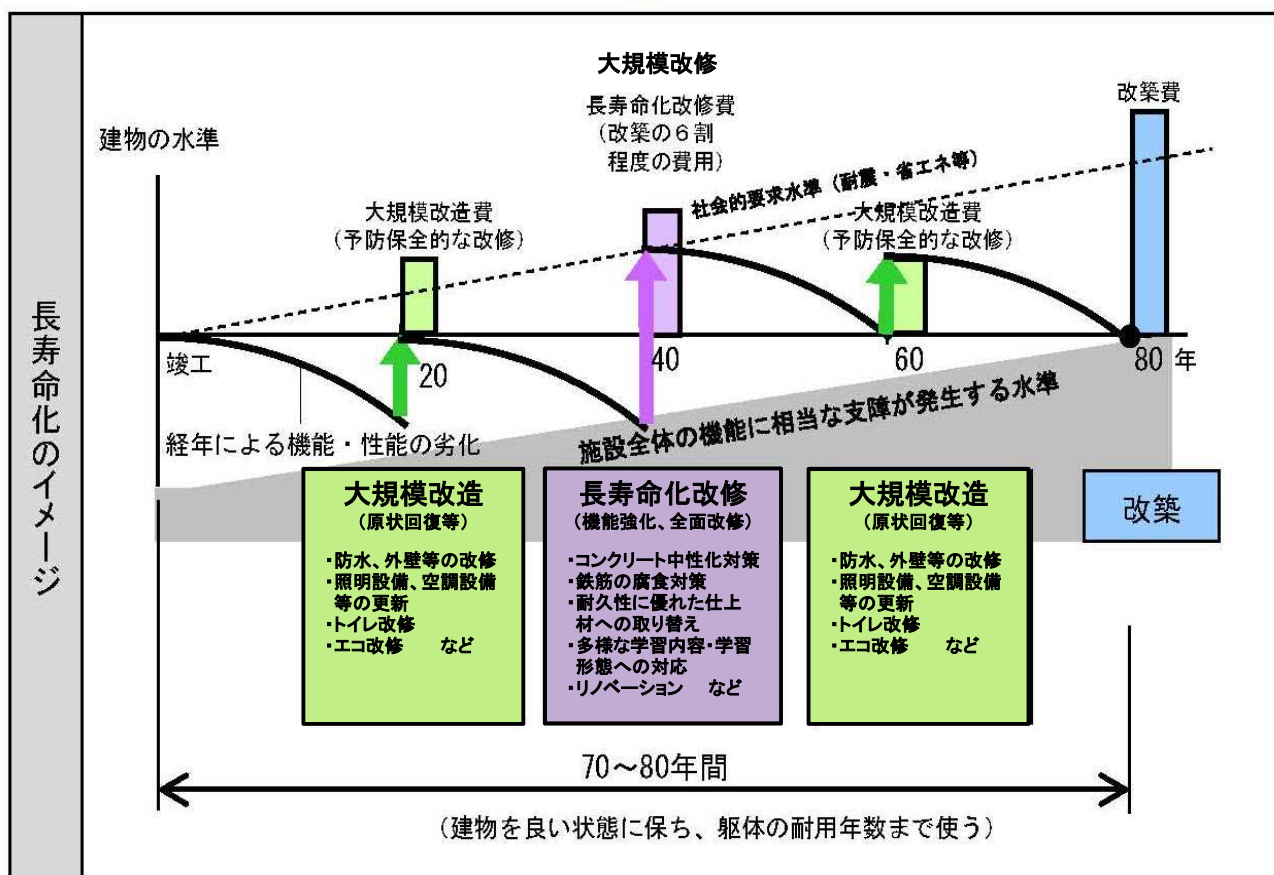 長寿命化のイメージ
大規模改修
長寿命化改修費
（改築の６割
程度の費用）
改築費
建物の水準
社会的要求水準（耐震・省エネ等）
大規模改造費
（予防保全的な改修）
大規模改造費
（予防保全的な改修）
竣工
20
40
60
80 年
経年による機能・性能の劣化
施設全体の機能に相当な支障が発生する水準
大規模改造
（原状回復等）
・防水、外壁等の改修
・照明設備、空調設備
等の更新
・トイレ改修
・エコ改修　など
長寿命化改修
（機能強化、全面改修）
・コンクリート中性化対策
・鉄筋の腐食対策
・耐久性に優れた仕上
材への取り替え
・多様な学習内容・学習
形態への対応
・リノベーション　など
大規模改造
（原状回復等）
・防水、外壁等の改修
・照明設備、空調設備
等の更新
・トイレ改修
・エコ改修　など
改築
70～80年間
（建物を良い状態に保ち、躯体の耐用年数まで使う）